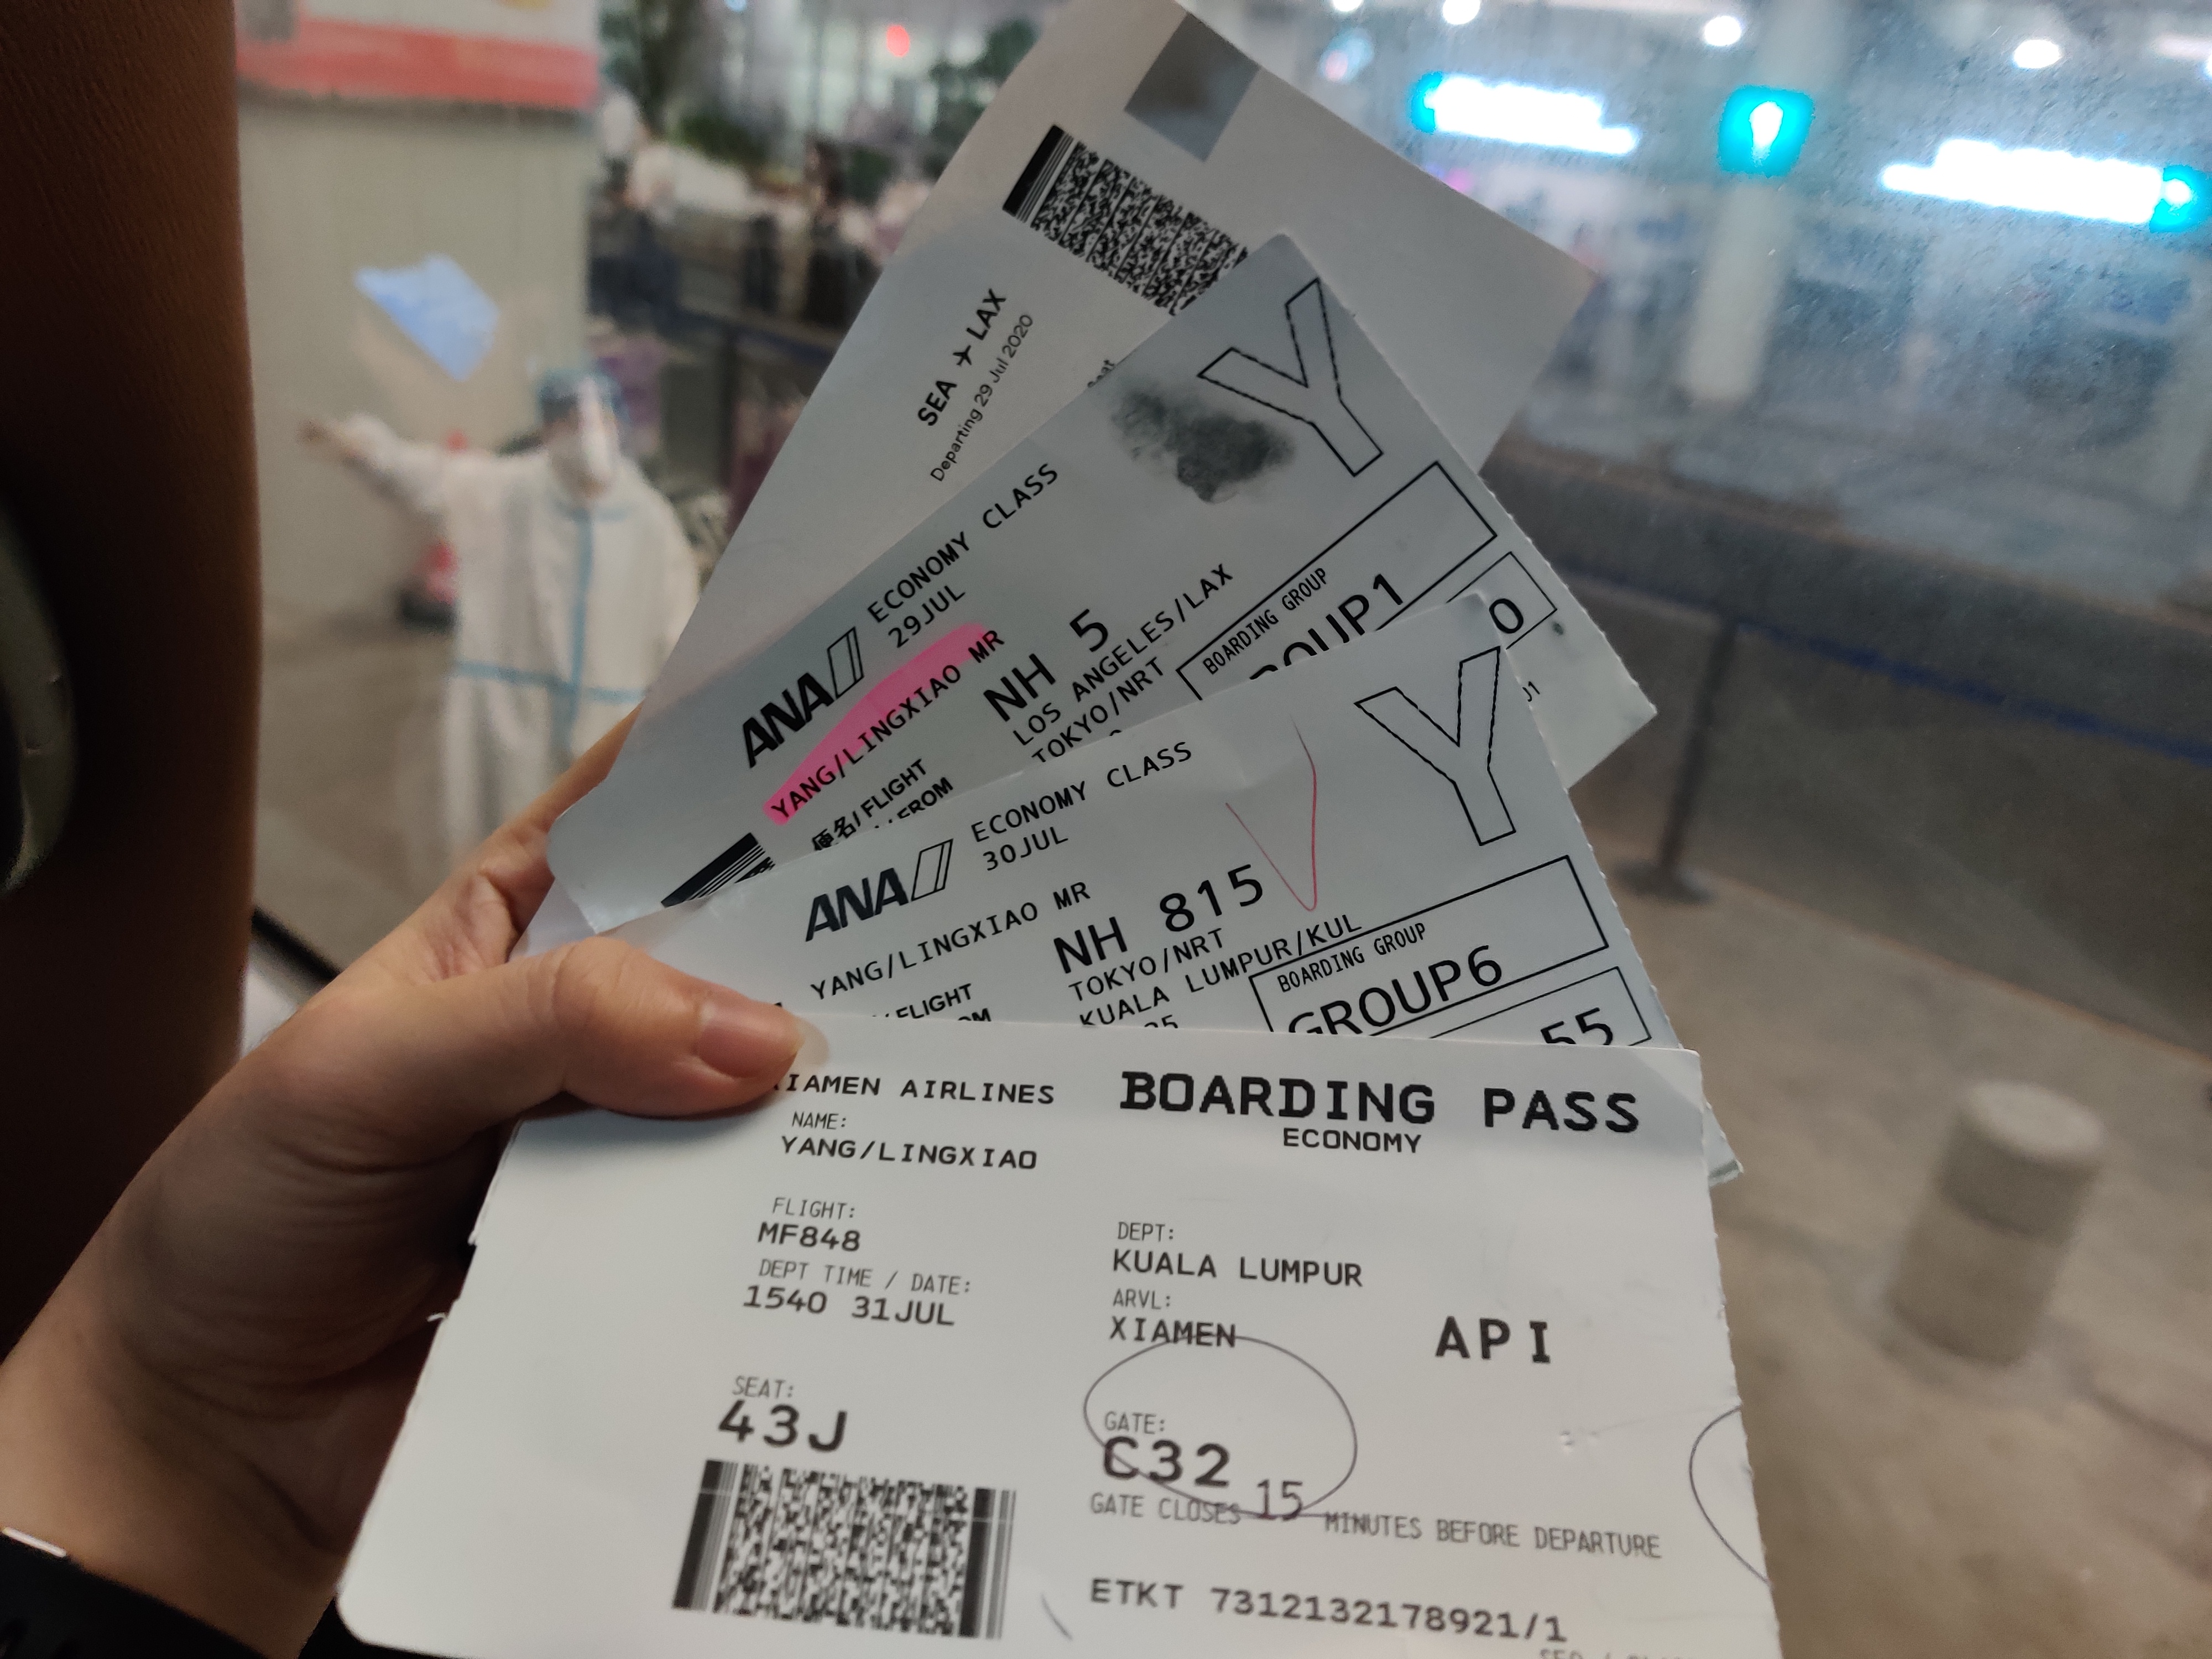 SEA ✈ LAX
Departing 29 Jul 2020
ANA
ECONOMY CLASS
29JUL
Y
YANG/LINGXIAO MR
便名/FLIGHT
NH 5
FROM
LOS ANGELES/LAX
TOKYO/NRT
BOARDING GROUP
GROUP1
ANA
ECONOMY CLASS
30JUL
Y
YANG/LINGXIAO MR
FLIGHT
NH 815
TOKYO/NRT
KUALA LUMPUR/KUL
BOARDING GROUP
GROUP6
55
XIAMEN AIRLINES
BOARDING PASS
ECONOMY
NAME:
YANG/LINGXIAO
FLIGHT:
MF848
DEPT TIME / DATE:
1540 31JUL
DEPT:
KUALA LUMPUR
ARVL:
XIAMEN
API
SEAT:
43J
GATE:
C32
GATE CLOSES 15 MINUTES BEFORE DEPARTURE
ETKT 7312132178921/1